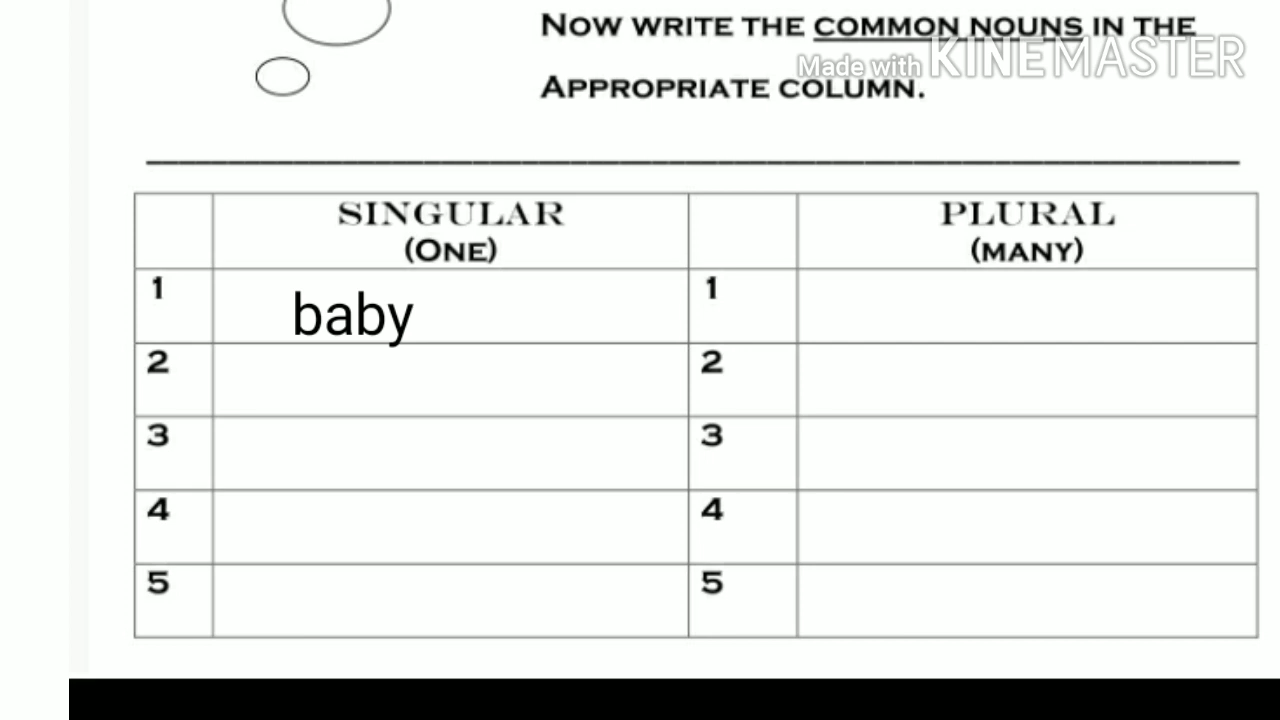 NOW WRITE THE COMMON NOUNS IN THE
Made with KINEMASTER
APPROPRIATE COLUMN.
SINGULAR PLURAL
(ONE) (MANY)
1 baby 1
2 2
3 3
4 4
5 5